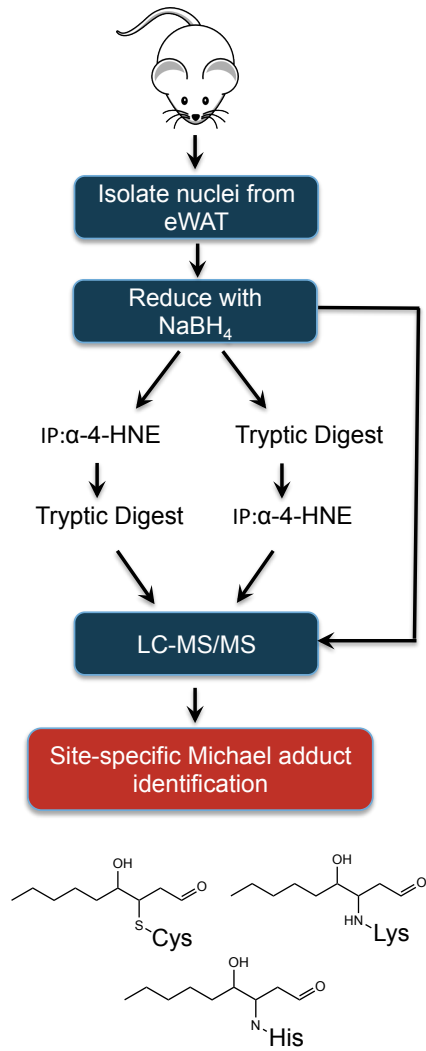 Isolate nuclei from
eWAT
Reduce with
NaBH₄
IP:α-4-HNE
Tryptic Digest
Tryptic Digest
IP:α-4-HNE
LC-MS/MS
Site-specific Michael adduct
identification
OH
O
S
Cys
OH
O
HN
Lys
OH
O
N
His